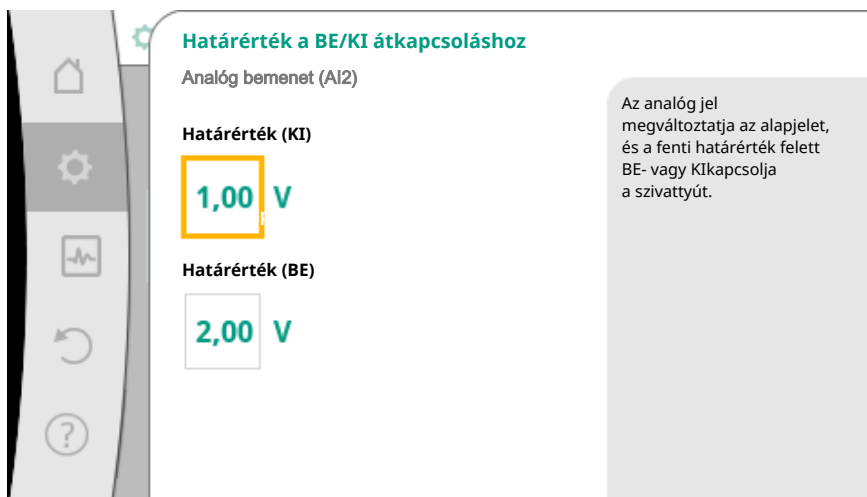 Határérték a BE/KI átkapcsoláshoz
Analóg bemenet (AI2)
Határérték (KI)
1,00 V
Határérték (BE)
2,00 V
Az analóg jel
megváltoztatja az alapjelet,
és a fenti határérték felett
BE- vagy KIkapcsolja
a szivattyút.
?